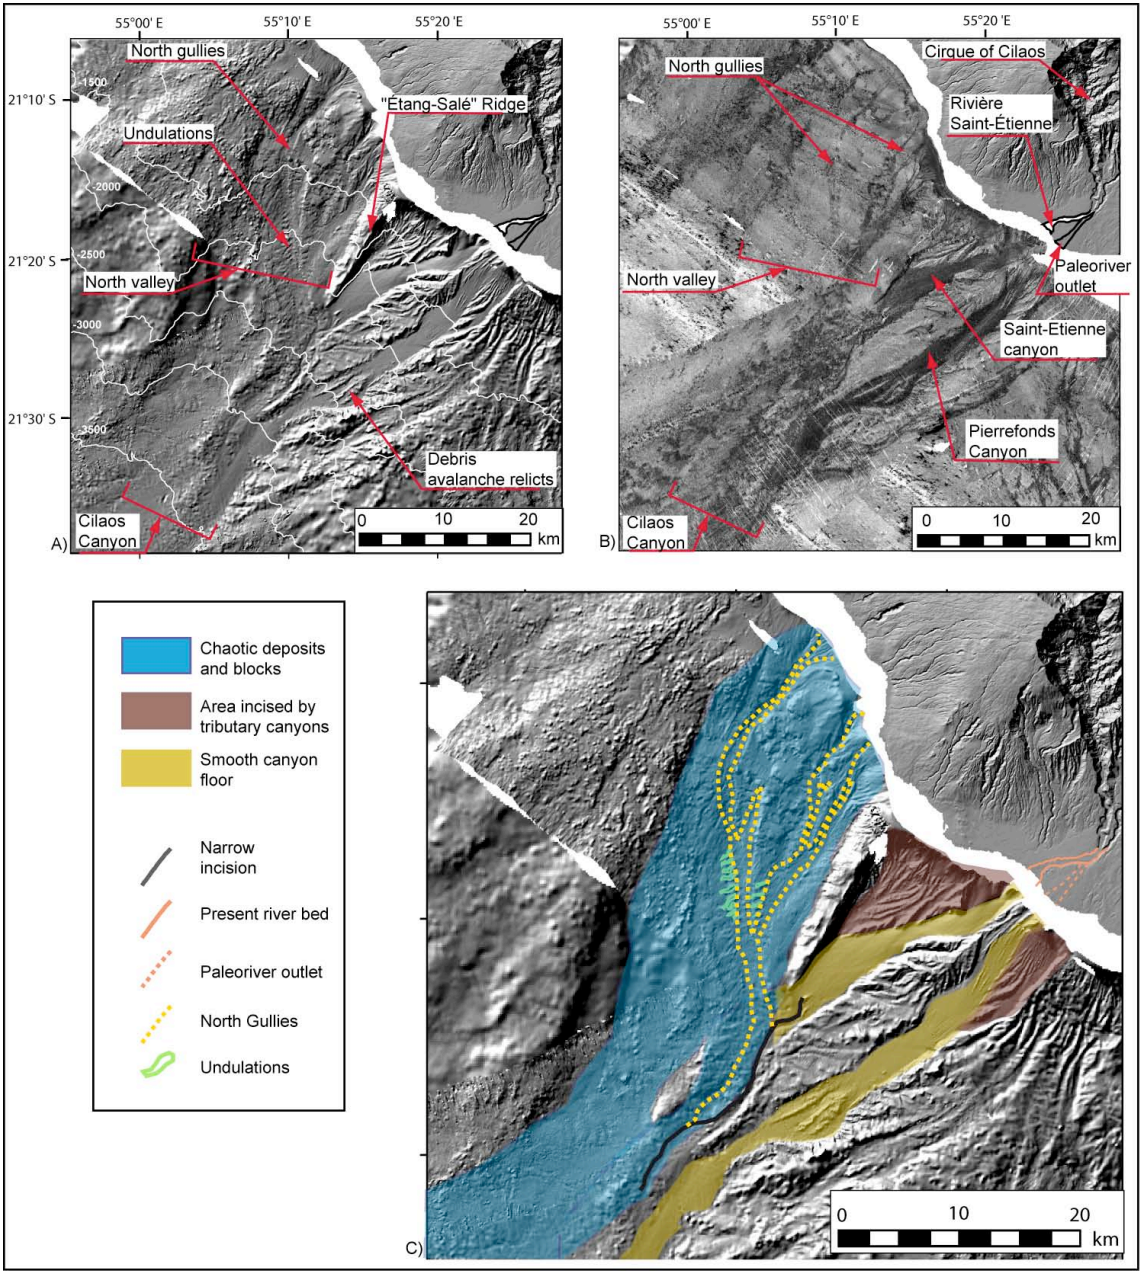 55°00' E
55°10' E
55°20' E
21°10' S
21°20' S
21°30' S
North gullies
"Étang-Salé" Ridge
Undulations
-1500
-2000
-2500
-3000
-3500
North valley
Debris
avalanche relicts
Cilaos
Canyon
0 10 20
km
A)
55°00' E
55°10' E
55°20' E
North gullies
Cirque of Cilaos
Rivière
Saint-Étienne
North valley
Paleoriver
outlet
Saint-Etienne
canyon
Pierrefonds
Canyon
Cilaos
Canyon
0 10 20
km
B)
Chaotic deposits
and blocks
Area incised by
tributary canyons
Smooth canyon
floor
Narrow
incision
Present river bed
Paleoriver outlet
North Gullies
Undulations
0 10 20
km
C)